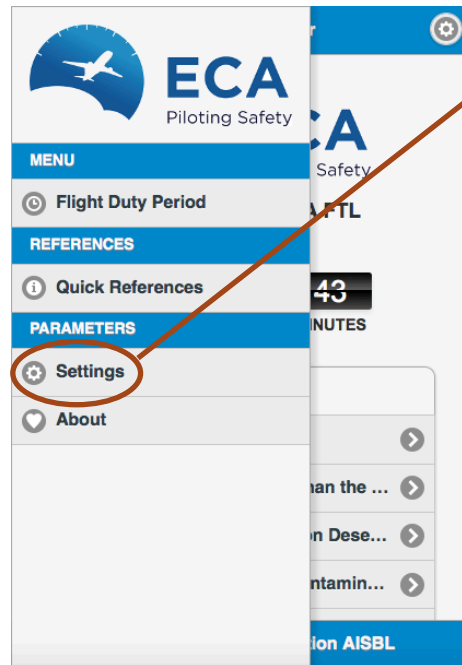 ECA
Piloting Safety
MENU
Flight Duty Period
REFERENCES
Quick References
PARAMETERS
Settings
About
r
CA
Safety
A FTL
43
INUTES
han the ...
on Dese...
ntamin...
tion AISBL